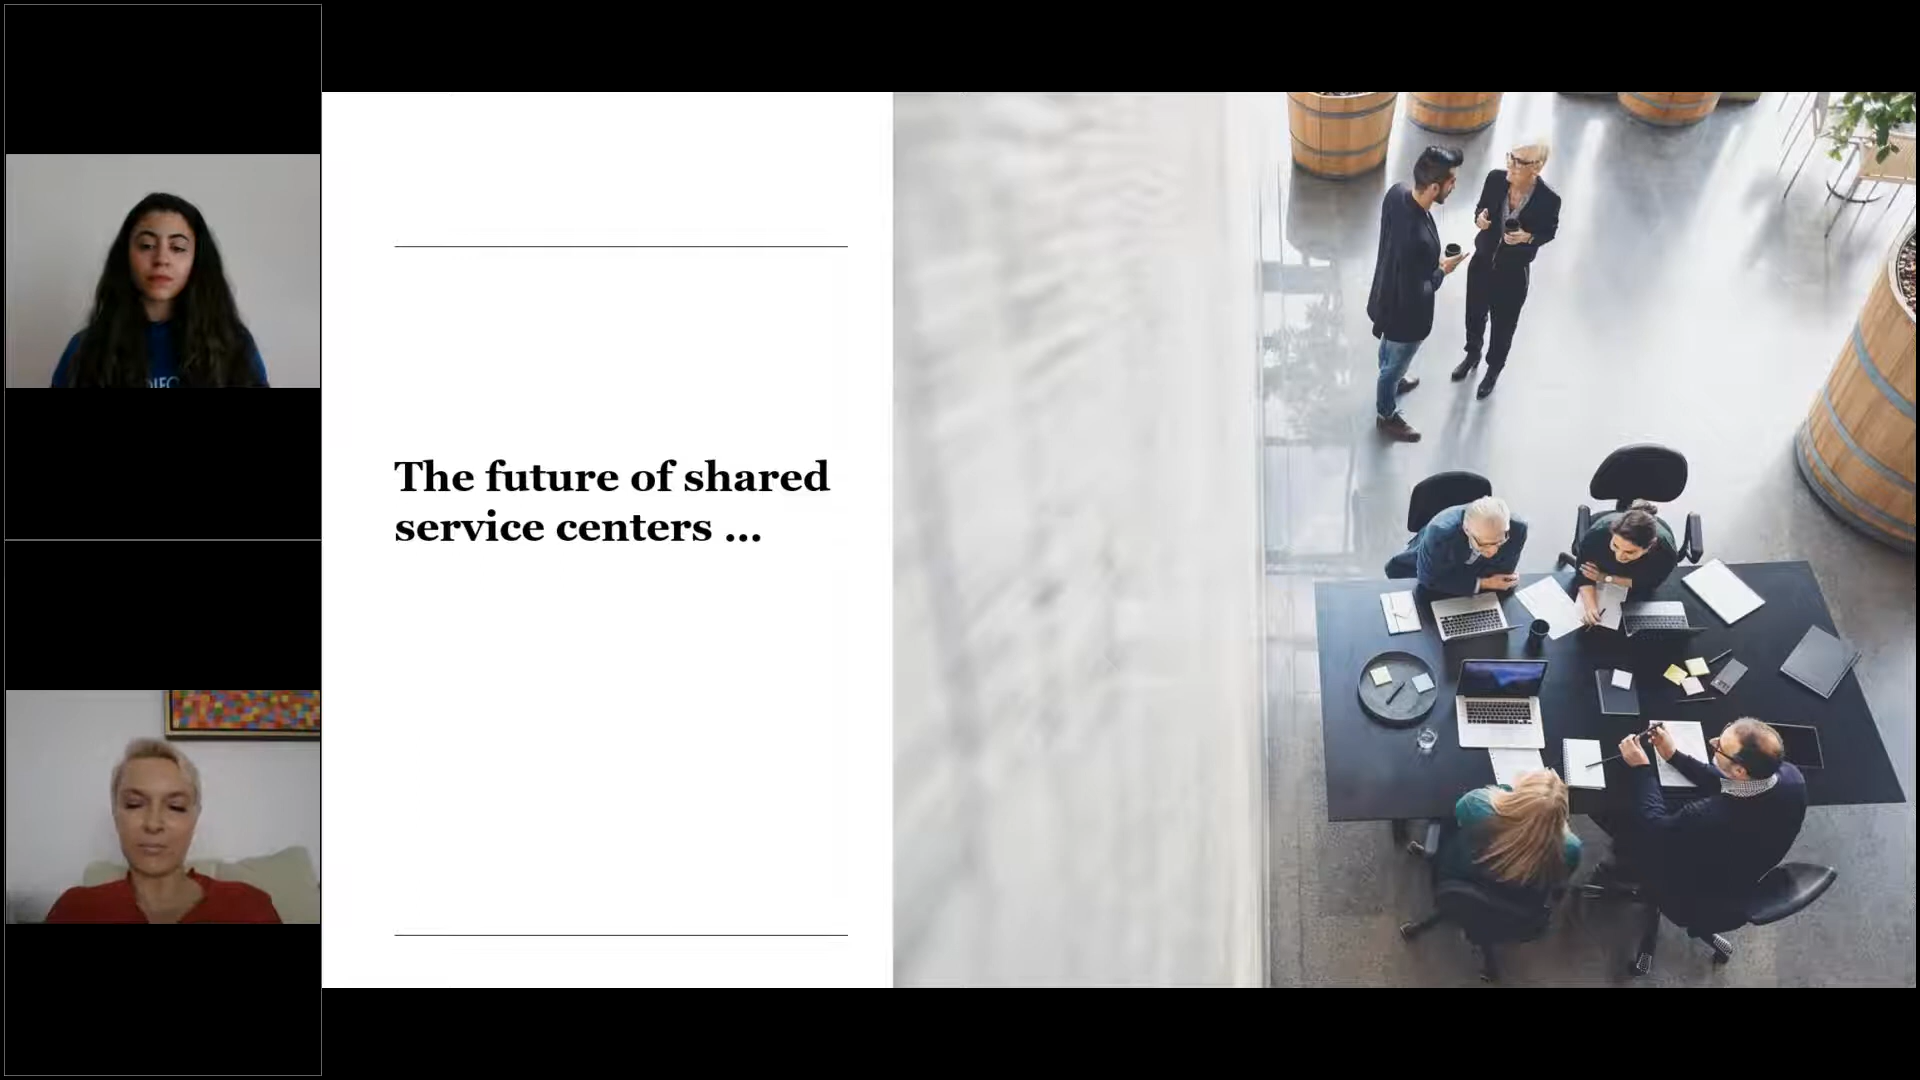 The future of shared
service centers ...